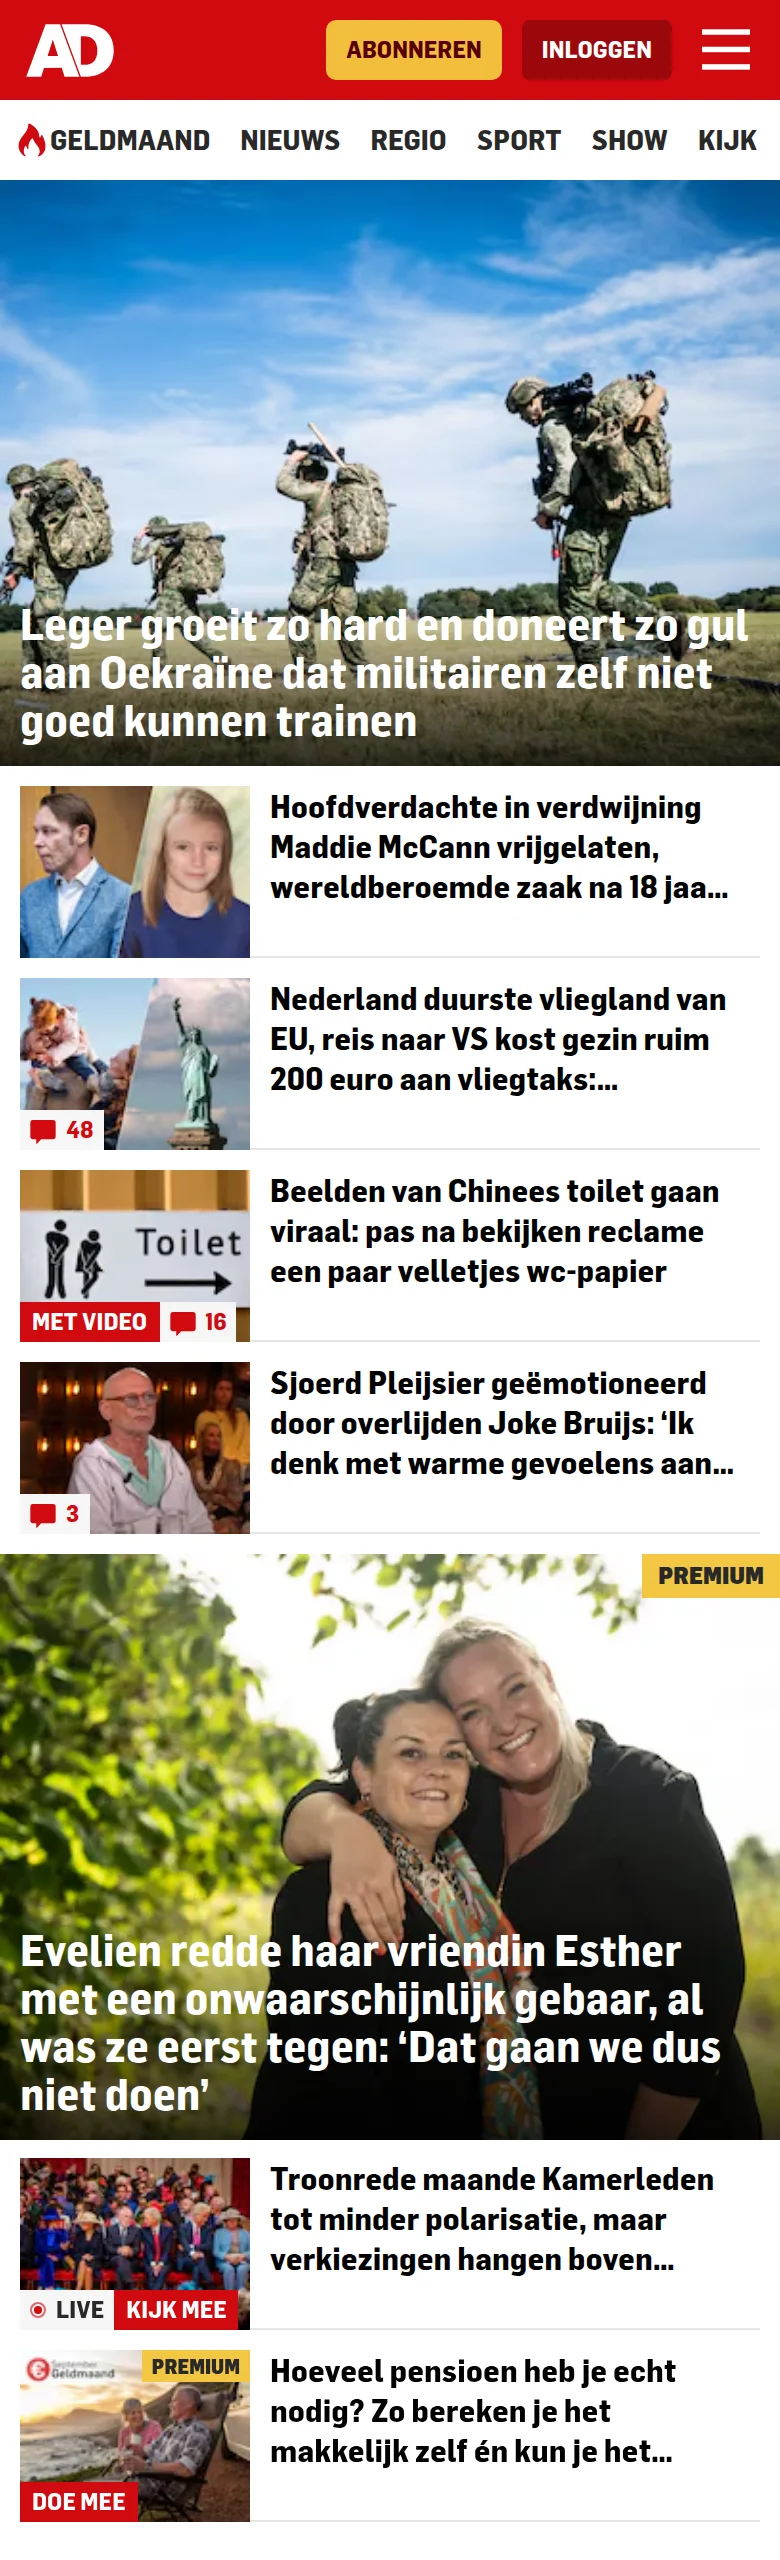 AD
ABONNEREN
INLOGGEN
GELDMAAND NIEUWS REGIO SPORT SHOW KIJK
Leger groeit zo hard en doneert zo gul
aan Oekraïne dat militairen zelf niet
goed kunnen trainen
Hoofdverdachte in verdwijning
Maddie McCann vrijgelaten,
wereldberoemde zaak na 18 jaa...
Nederland duurste vliegland van
EU, reis naar VS kost gezin ruim
200 euro aan vliegtaks:...
48
Beelden van Chinees toilet gaan
viraal: pas na bekijken reclame
een paar velletjes wc-papier
Toilet
MET VIDEO
16
Sjoerd Pleijsier geëmotioneerd
door overlijden Joke Bruijs: ‘Ik
denk met warme gevoelens aan...
3
PREMIUM
Evelien redde haar vriendin Esther
met een onwaarschijnlijk gebaar, al
was ze eerst tegen: ‘Dat gaan we dus
niet doen’
Troonrede maande Kamerleden
tot minder polarisatie, maar
verkiezingen hangen boven...
LIVE
KIJK MEE
September
Geldmaand
PREMIUM
Hoeveel pensioen heb je echt
nodig? Zo bereken je het
makkelijk zelf én kun je het...
DOE MEE